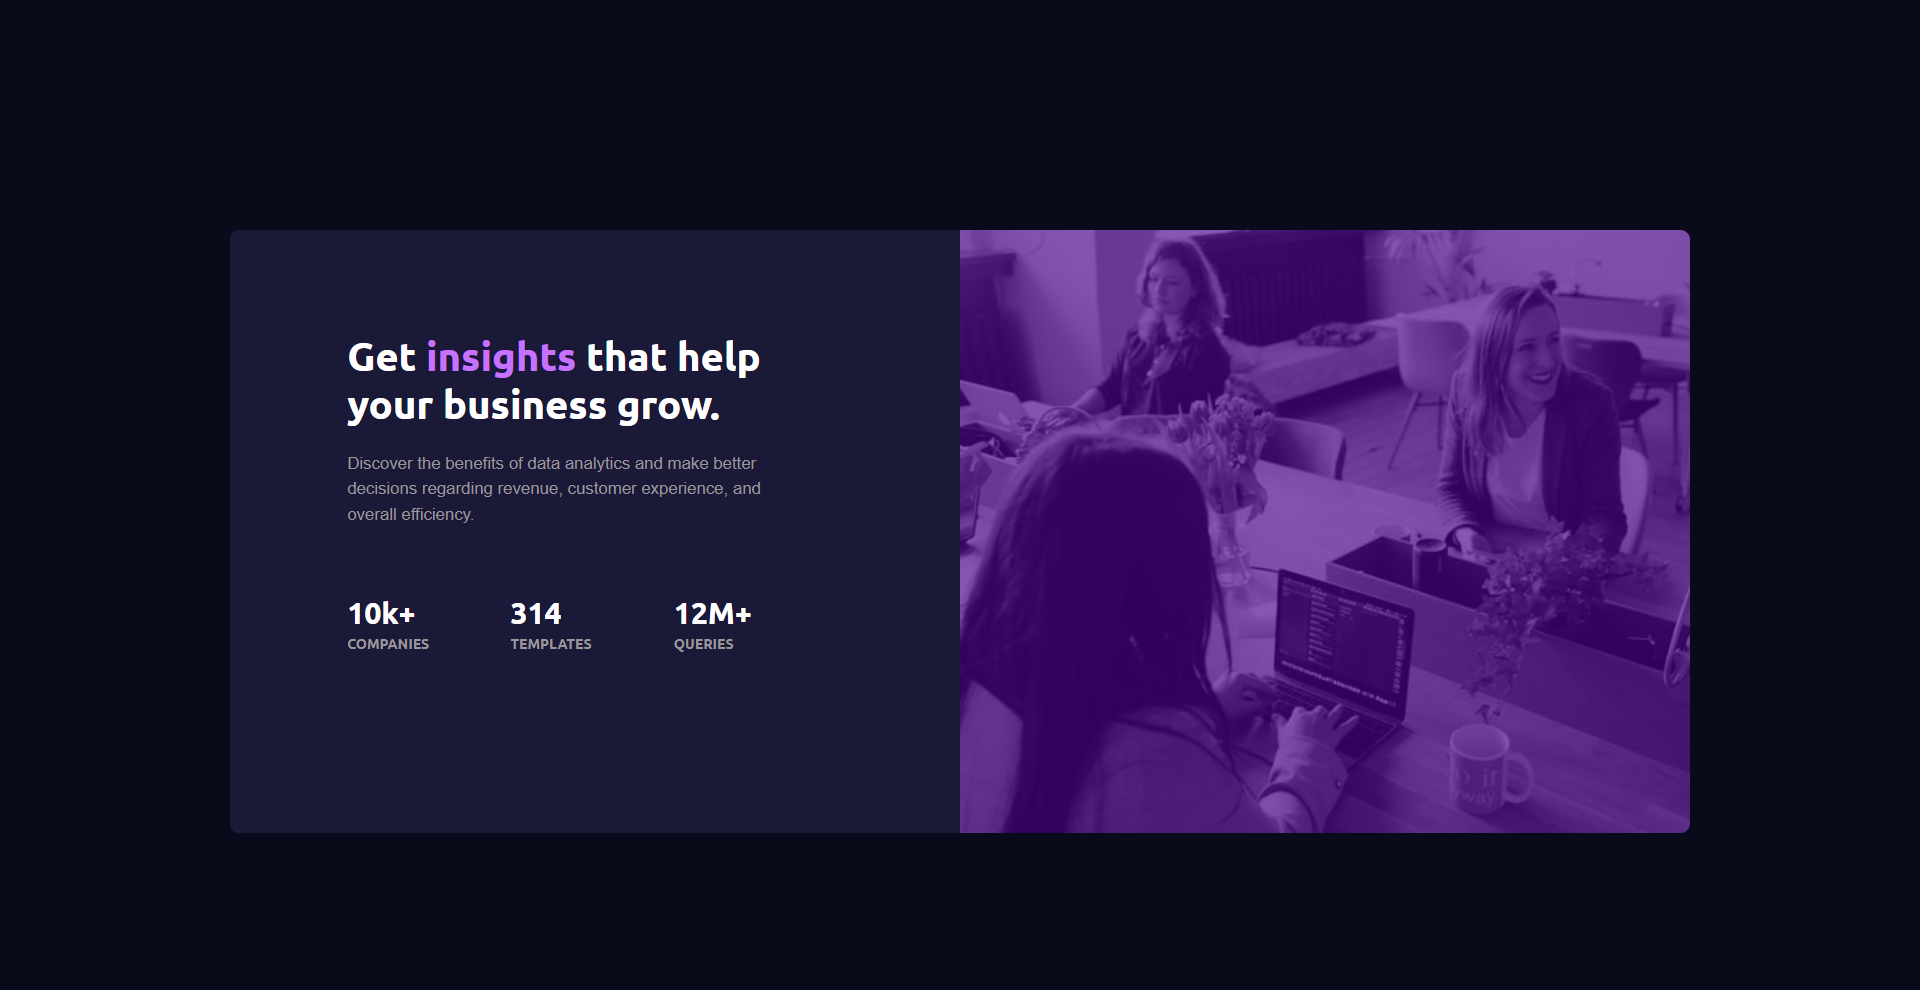 Get insights that help
your business grow.
Discover the benefits of data analytics and make better
decisions regarding revenue, customer experience, and
overall efficiency.
10k+ 314 12M+
COMPANIES TEMPLATES QUERIES